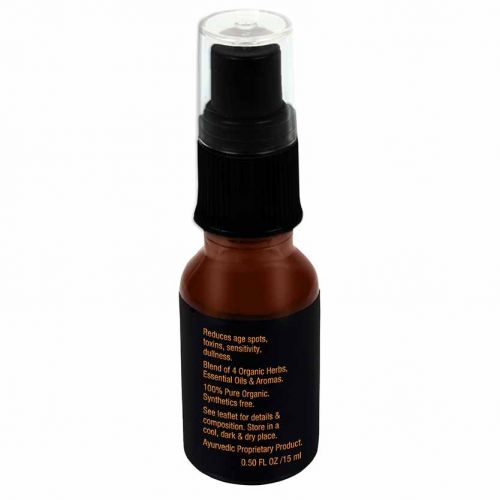 Reduces age spots,
toxins, sensitivity,
dullness.
Blend of 4 Organic Herbs,
Essential Oils & Aromas.
100% Pure Organic.
Synthetics free.
See leaflet for details &
composition. Store in a
cool, dark & dry place.
Ayurvedic Proprietary Product.
0.50 FL OZ /15 ml